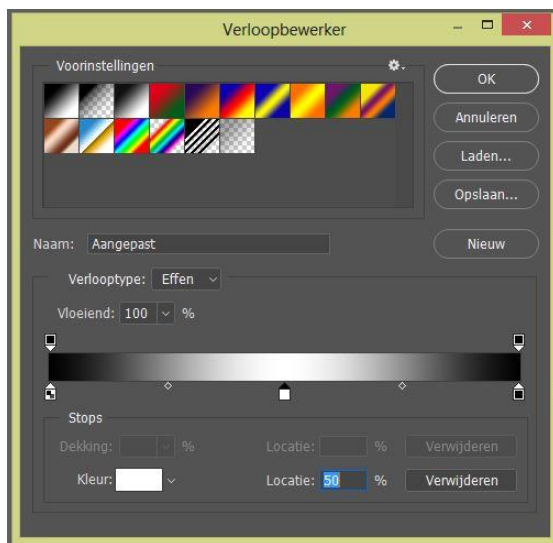 Verloopbewerker
Voorinstellingen
OK
Annuleren
Laden...
Opslaan...
Naam: Aangepast
Nieuw
Verlooptype: Effen
Vloeiend: 100 %
Stops
Dekking: % Locatie: % Verwijderen
Kleur: Locatie: 50 % Verwijderen